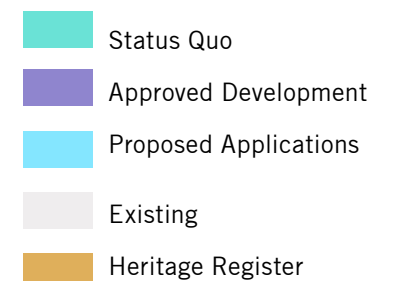 Status Quo
Approved Development
Proposed Applications
Existing
Heritage Register